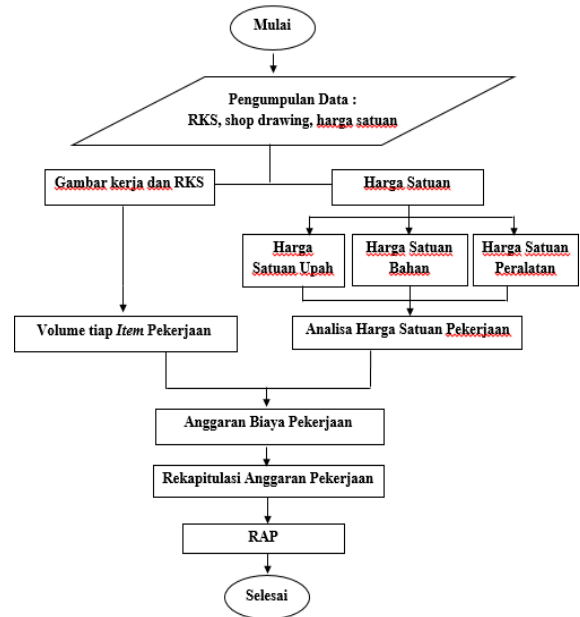 Mulai
Pengumpulan Data :
RKS, shop drawing, harga satuan
Gambar kerja dan RKS
Harga Satuan
Harga
Satuan Upah
Harga Satuan
Bahan
Harga Satuan
Peralatan
Volume tiap Item Pekerjaan
Analisa Harga Satuan Pekerjaan
Anggaran Biaya Pekerjaan
Rekapitulasi Anggaran Pekerjaan
RAP
Selesai